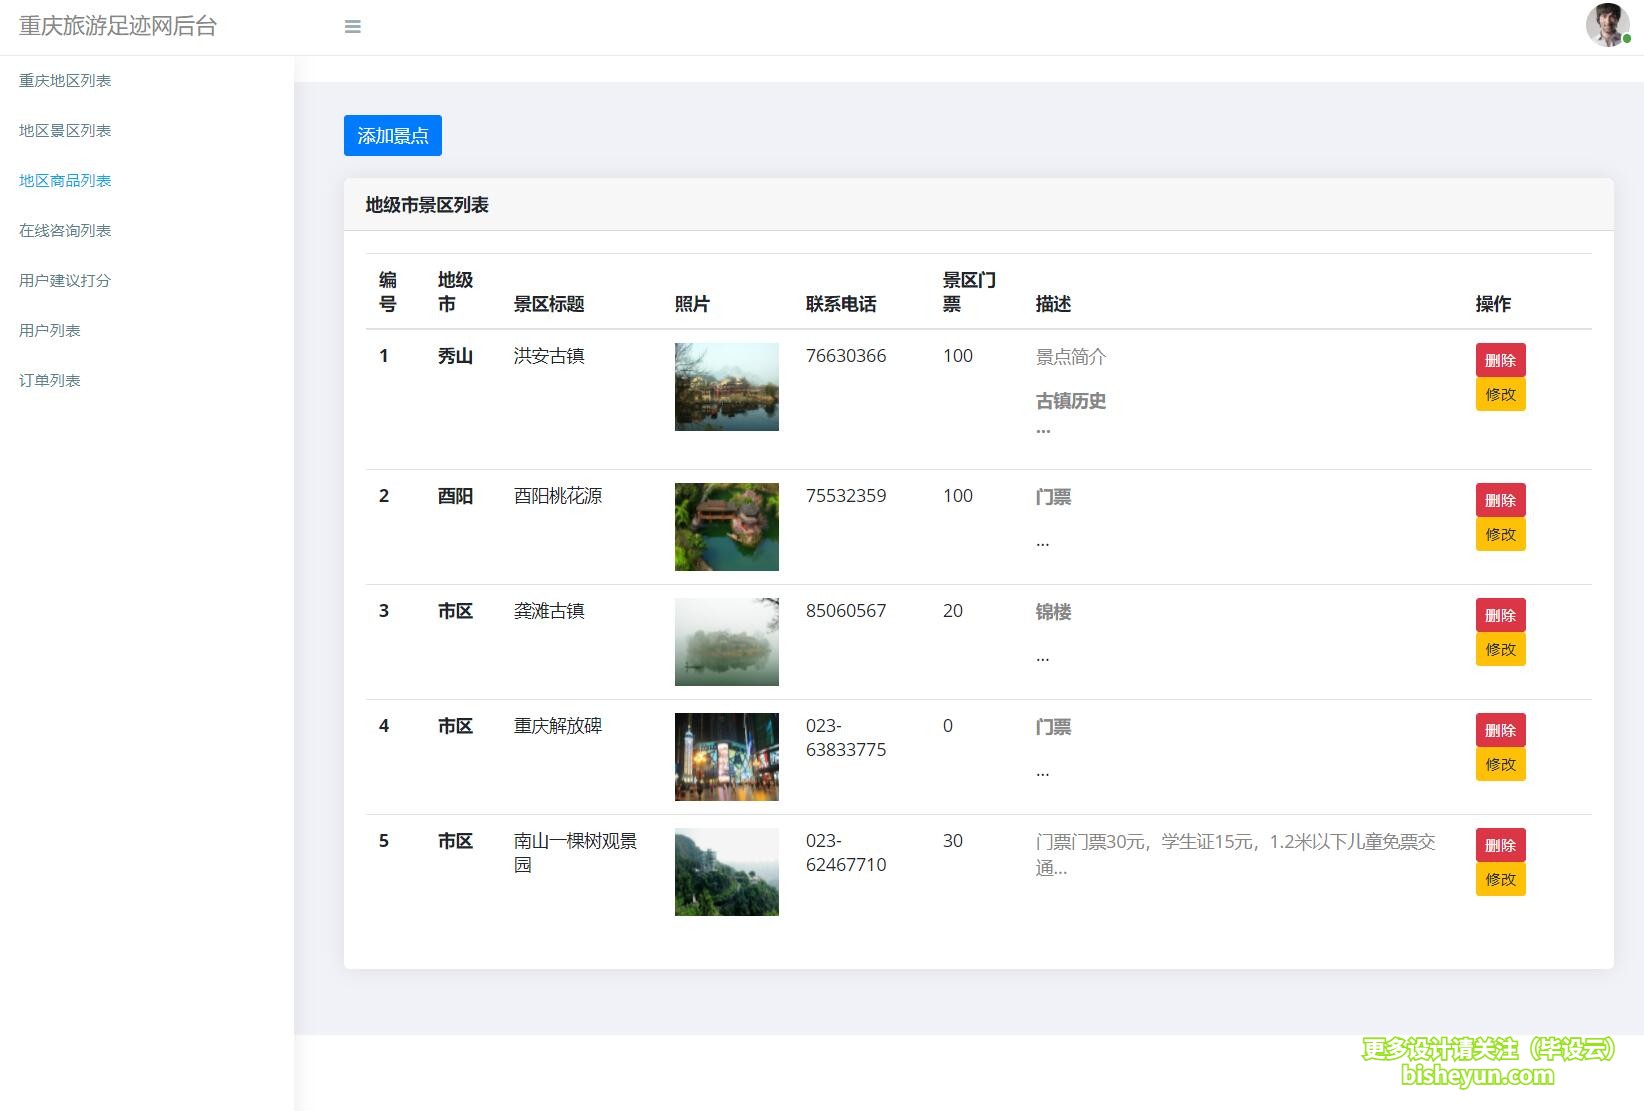 重庆旅游足迹网后台
重庆地区列表
地区景区列表
地区商品列表
在线咨询列表
用户建议打分
用户列表
订单列表
添加景点
地级市景区列表
编号 地级市 景区标题 照片 联系电话 景区门票 描述 操作
1 秀山 洪安古镇 76630366 100 景点简介 删除
古镇历史 修改
...
2 酉阳 酉阳桃花源 75532359 100 门票 删除
... 修改
3 市区 龚滩古镇 85060567 20 锦楼 删除
... 修改
4 市区 重庆解放碑 023- 0 门票 删除
63833775 ... 修改
5 市区 南山一棵树观景 023- 30 门票门票30元，学生证15元，1.2米以下儿童免票交 删除
园 62467710 通... 修改
更多设计请关注（毕设云）
bisheyun.com